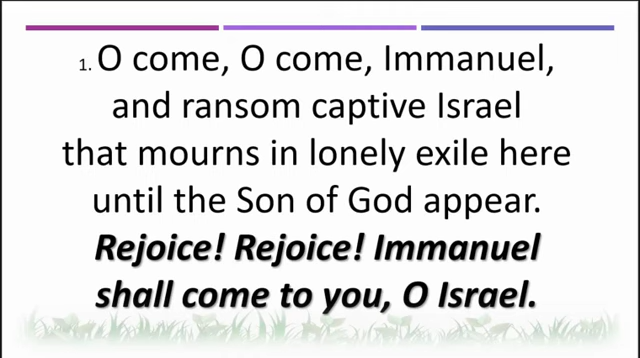 1. O come, O come, Immanuel,
and ransom captive Israel
that mourns in lonely exile here
until the Son of God appear.
Rejoice! Rejoice! Immanuel
shall come to you, O Israel.